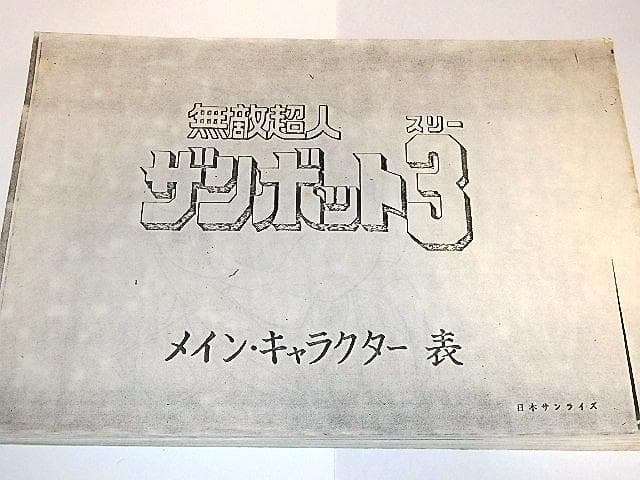 無敵超人
スリー
ザンボット3
メイン・キャラクター 表
日本サンライズ